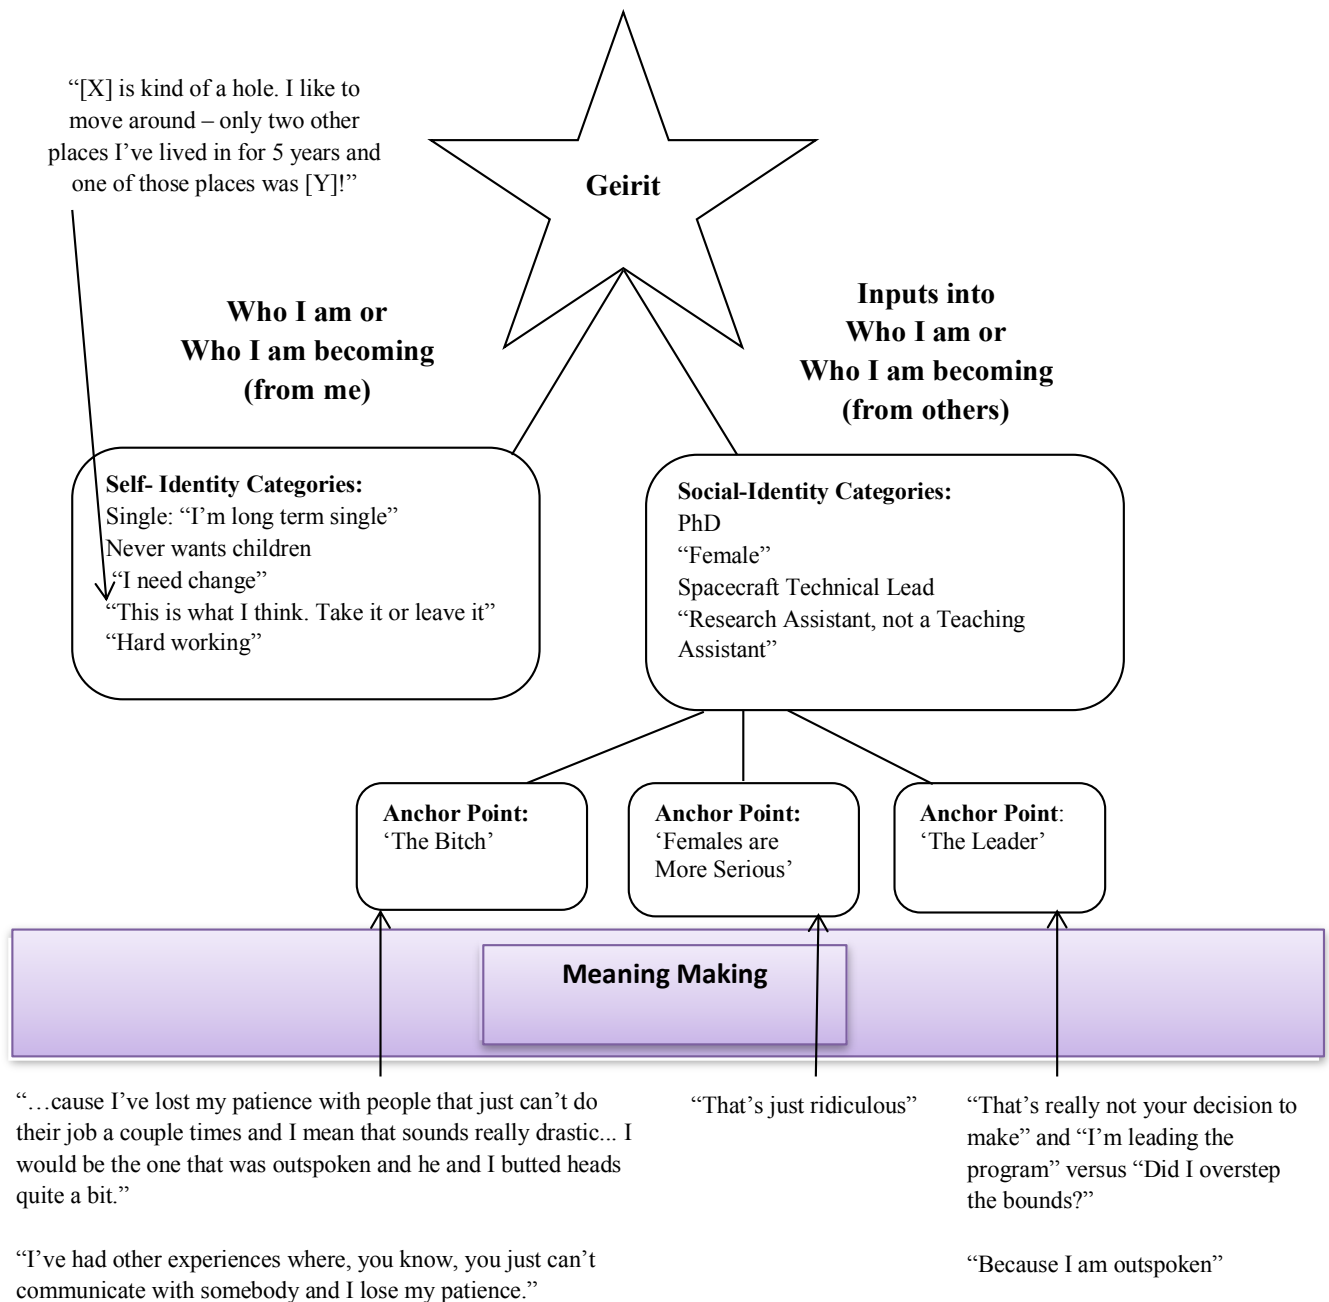 “[X] is kind of a hole. I like to
move around – only two other
places I’ve lived in for 5 years and
one of those places was [Y]!”
Geirit
Who I am or
Who I am becoming
(from me)
Inputs into
Who I am or
Who I am becoming
(from others)
Self- Identity Categories:
Single: “I’m long term single”
Never wants children
“I need change”
“This is what I think. Take it or leave it”
“Hard working”
Social-Identity Categories:
PhD
“Female”
Spacecraft Technical Lead
“Research Assistant, not a Teaching
Assistant”
Anchor Point:
‘The Bitch’
Anchor Point:
‘Females are
More Serious’
Anchor Point:
‘The Leader’
Meaning Making
“…cause I’ve lost my patience with people that just can’t do
their job a couple times and I mean that sounds really drastic... I
would be the one that was outspoken and he and I butted heads
quite a bit.”
“I’ve had other experiences where, you know, you just can’t
communicate with somebody and I lose my patience.”
“That’s just ridiculous”
“That’s really not your decision to
make” and “I’m leading the
program” versus “Did I overstep
the bounds?”
“Because I am outspoken”